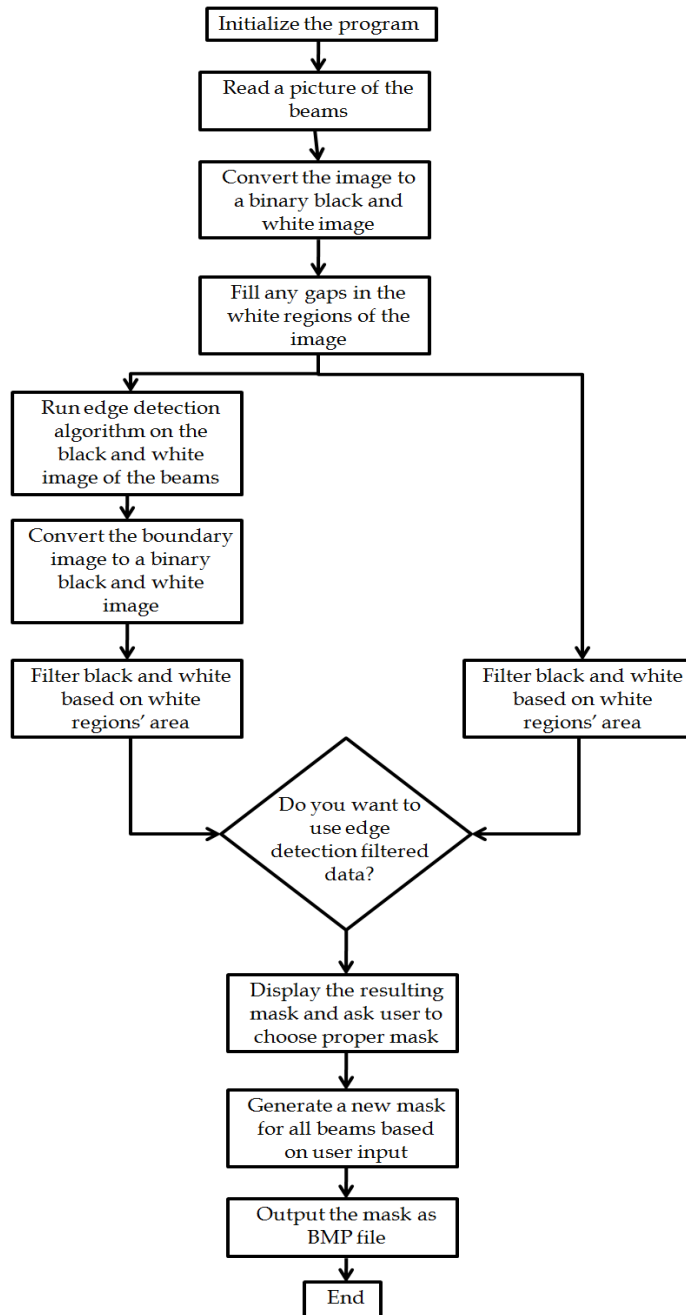 Initialize the program
Read a picture of the
beams
Convert the image to
a binary black and
white image
Fill any gaps in the
white regions of the
image
Run edge detection
algorithm on the
black and white
image of the beams
Convert the boundary
image to a binary
black and white
image
Filter black and white
based on white
regions’ area
Filter black and white
based on white
regions’ area
Do you want to
use edge
detection filtered
data?
Display the resulting
mask and ask user to
choose proper mask
Generate a new mask
for all beams based
on user input
Output the mask as
BMP file
End